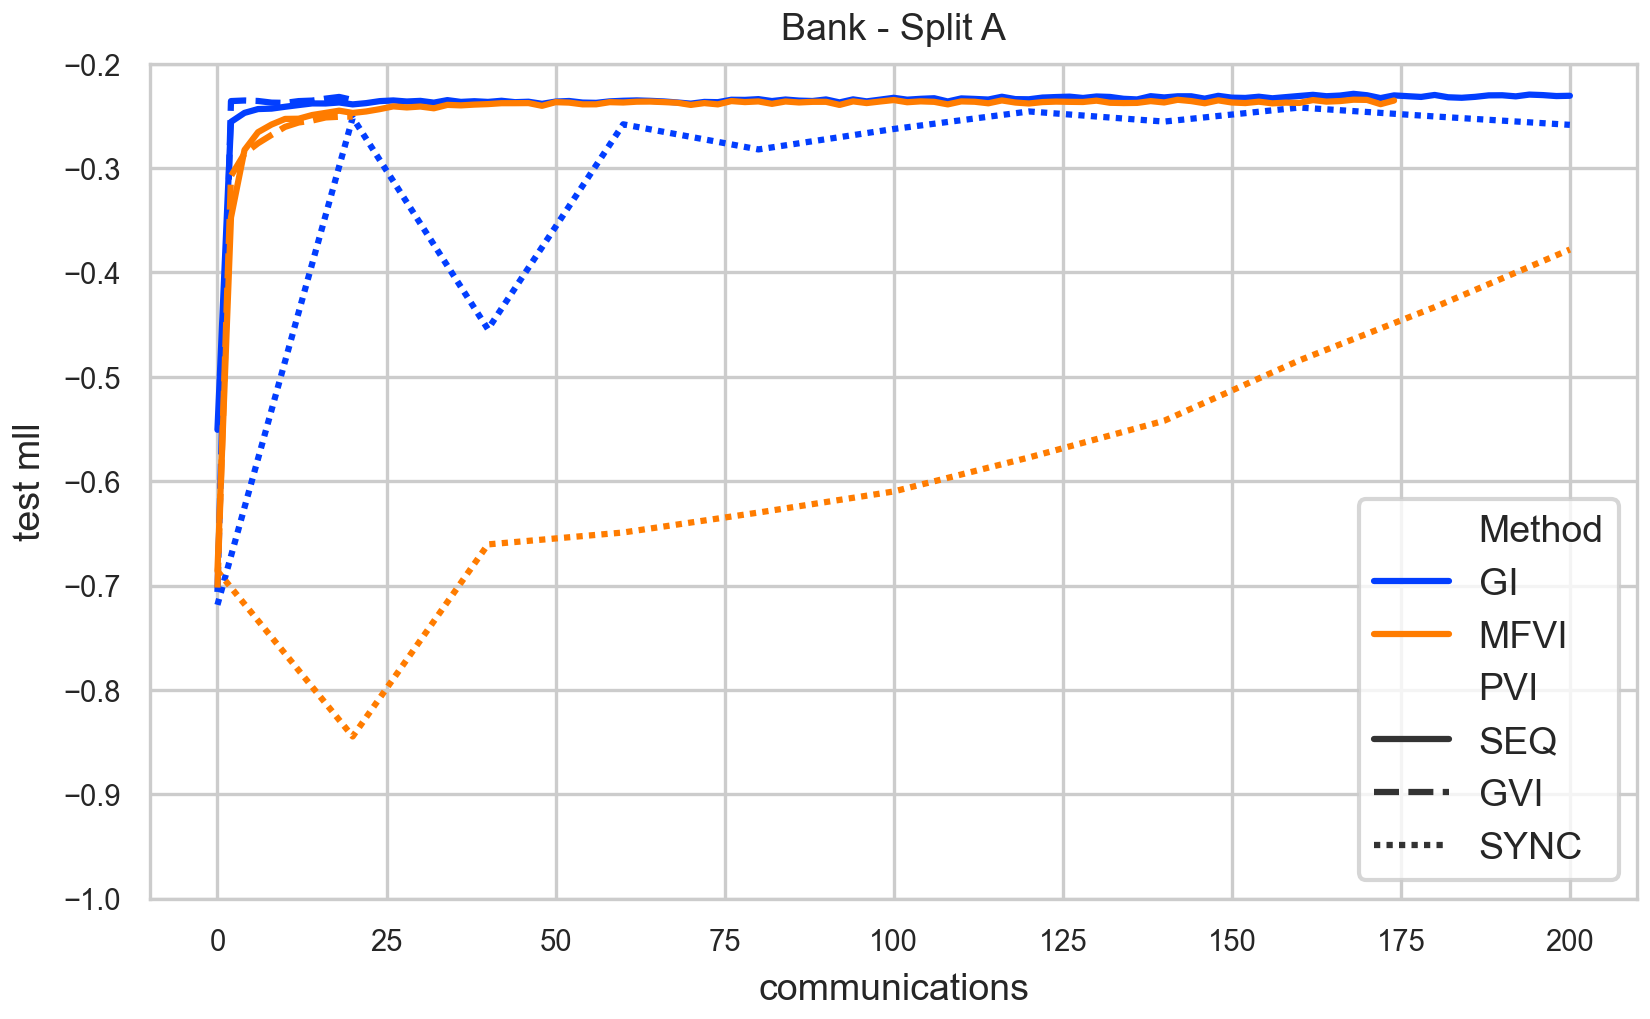 Bank - Split A
−0.2
−0.3
−0.4
−0.5
−0.6
−0.7
−0.8
−0.9
−1.0
test mll
0 25 50 75 100 125 150 175 200
communications
Method
GI
MFVI
PVI
SEQ
GVI
SYNC